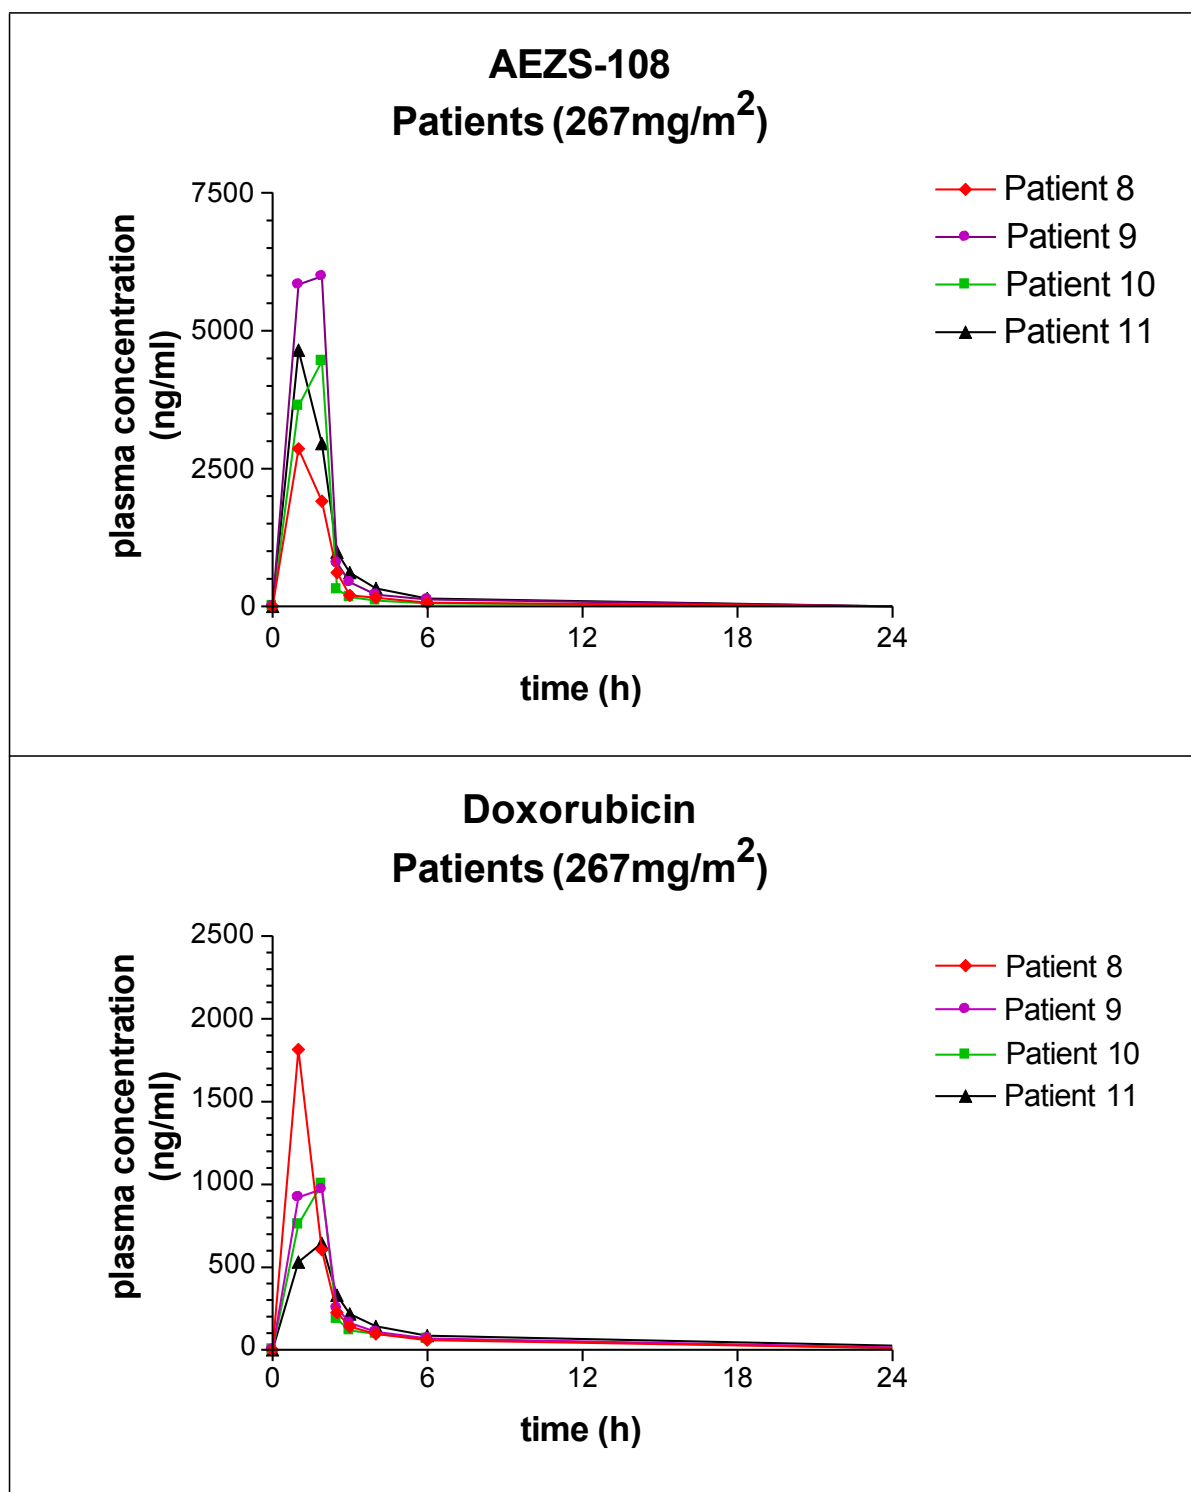 AEZS-108
Patients (267mg/m²)
7500
5000
2500
0
plasma concentration
(ng/ml)
0 6 12 18 24
time (h)
Patient 8
Patient 9
Patient 10
Patient 11
Doxorubicin
Patients (267mg/m²)
2500
2000
1500
1000
500
0
plasma concentration
(ng/ml)
0 6 12 18 24
time (h)
Patient 8
Patient 9
Patient 10
Patient 11